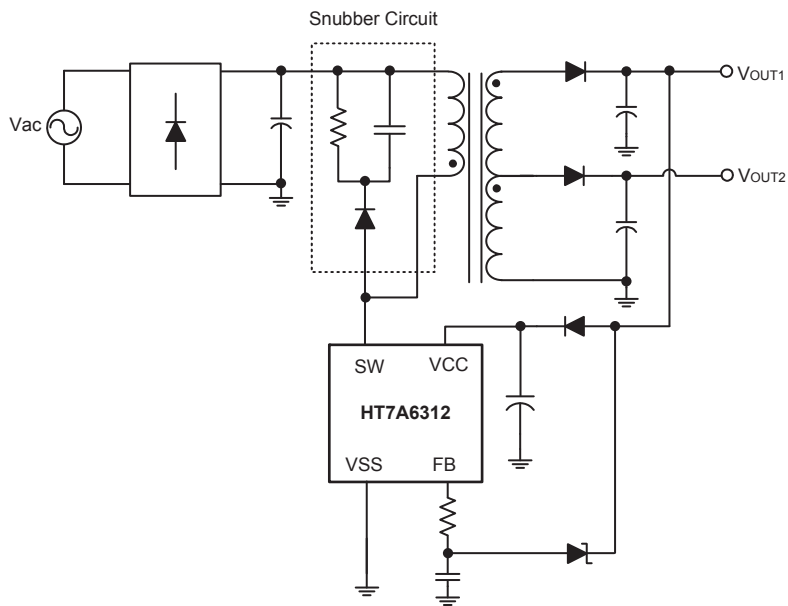 Snubber Circuit
Vac
VOUT1
VOUT2
SW
VCC
HT7A6312
VSS
FB